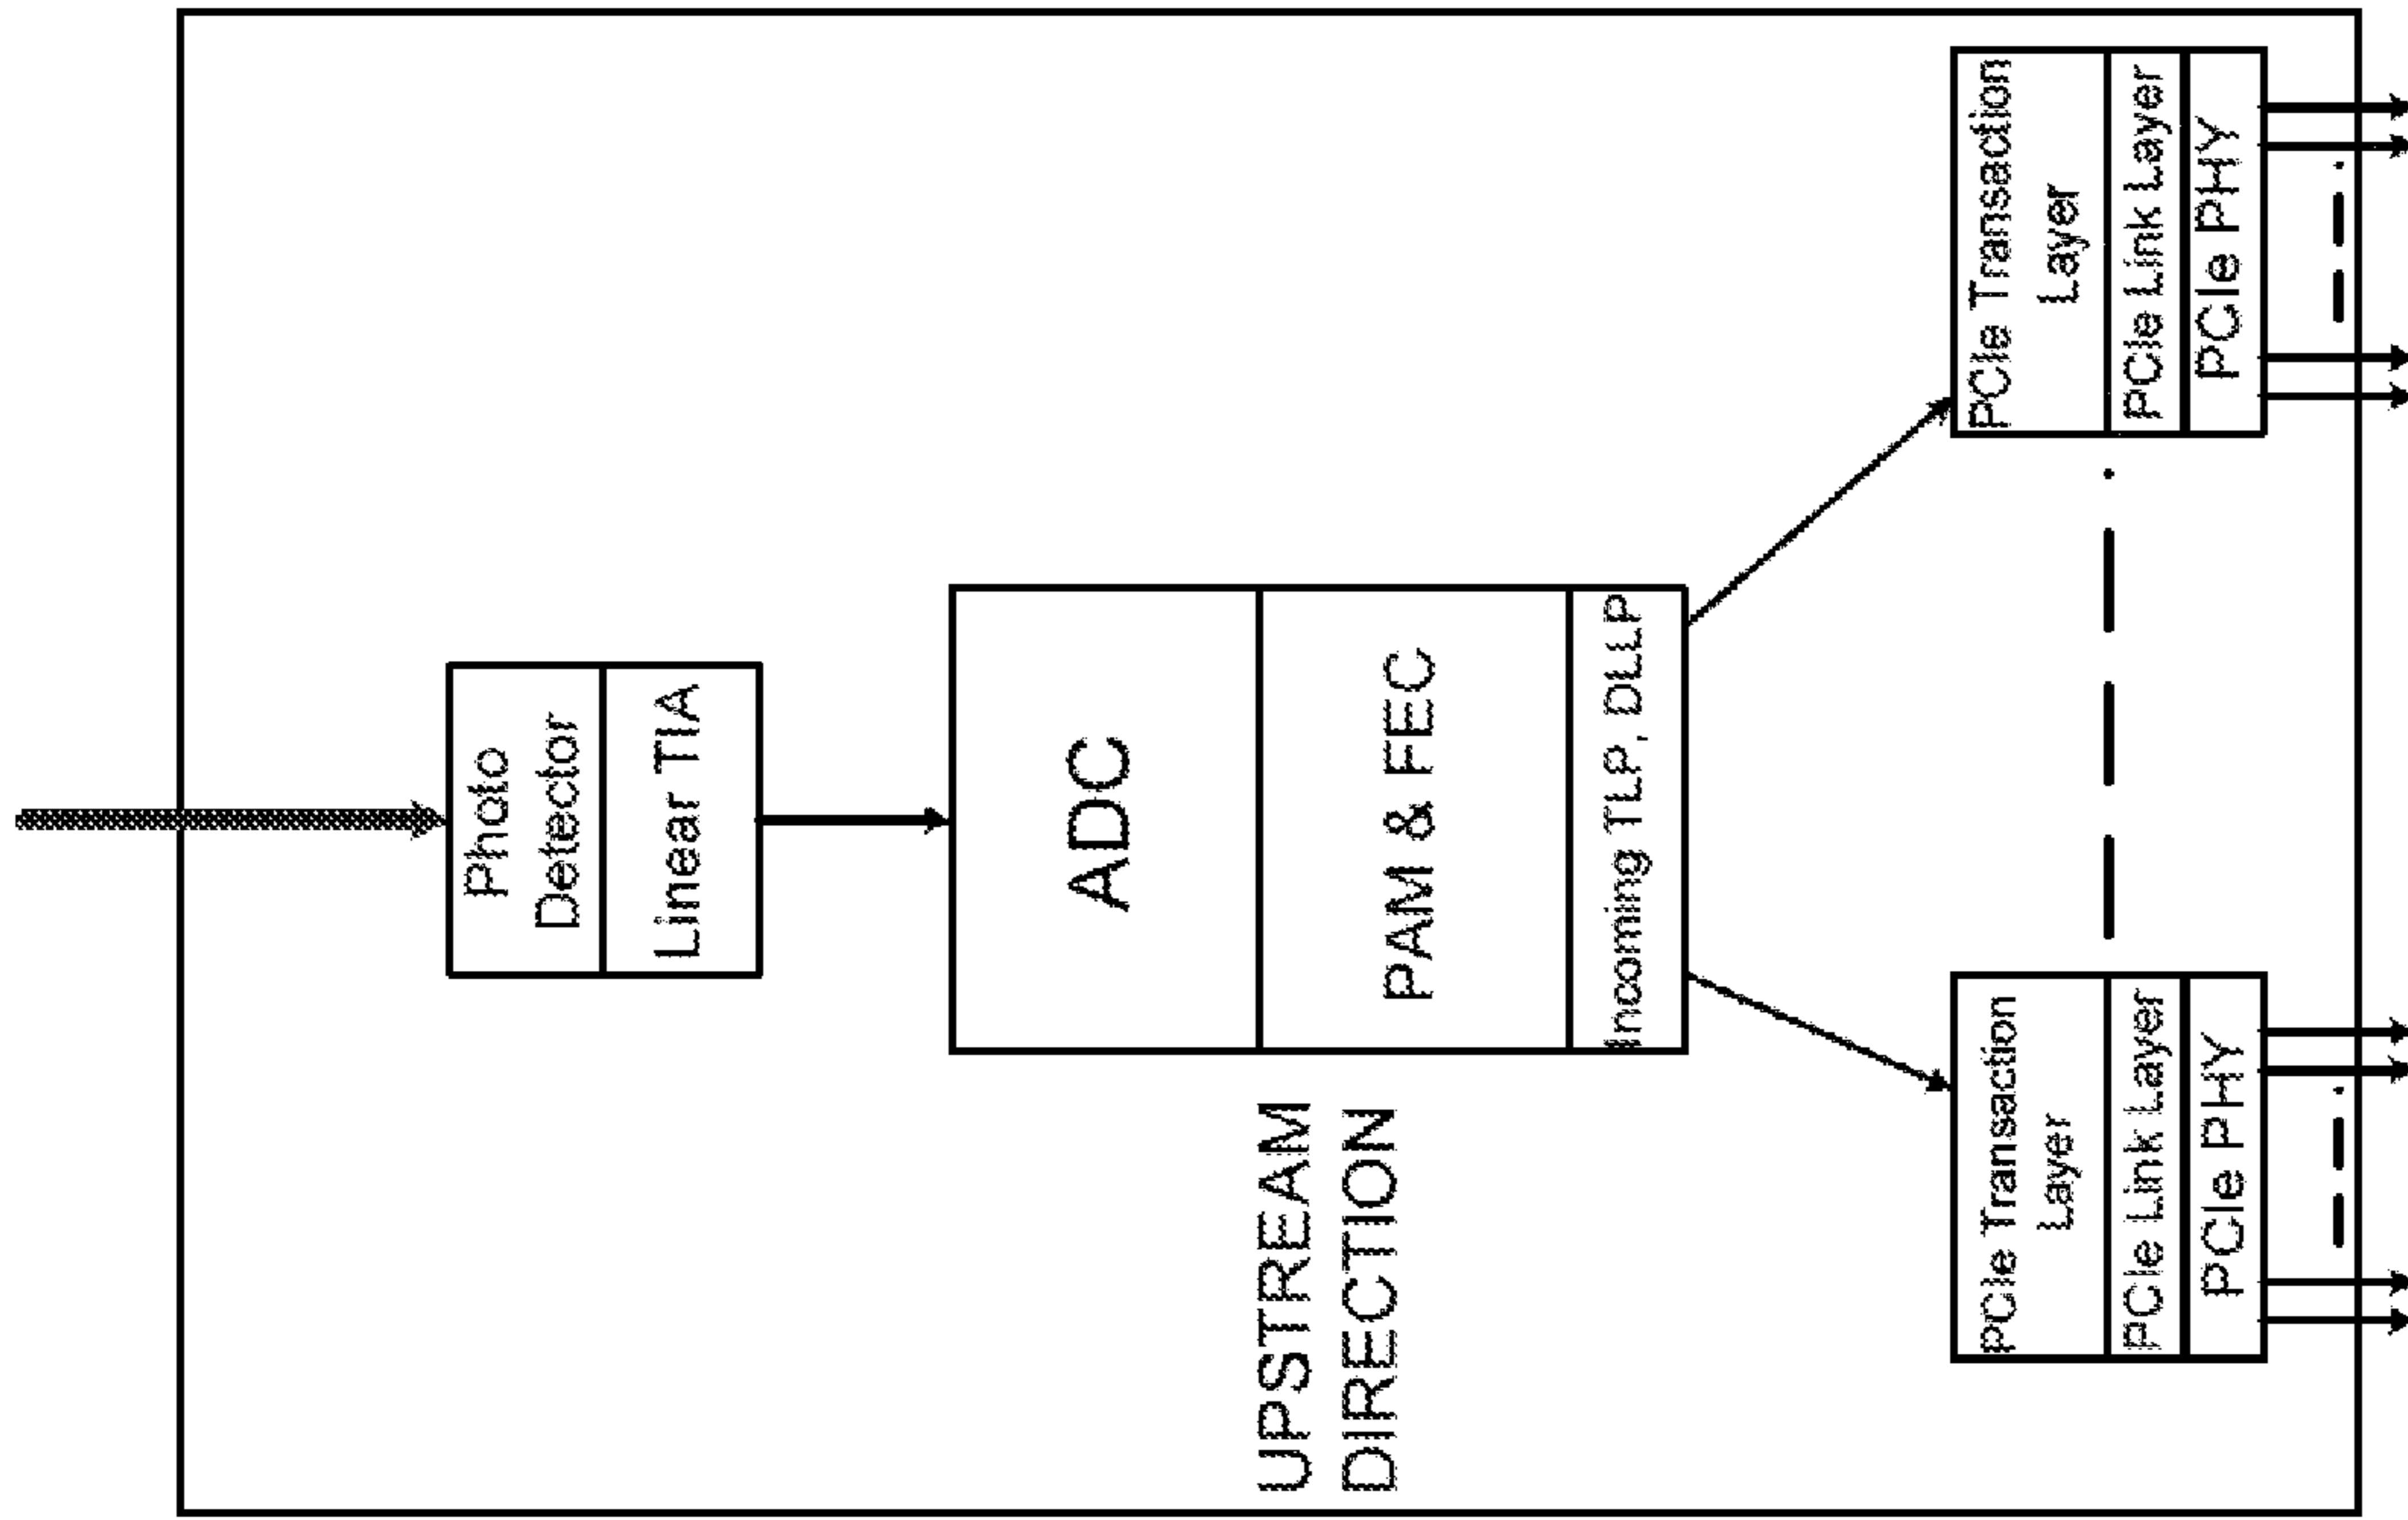 Photo
Detector
Linear TIA
ADC
PAM & FEC
Incoming TLP, DLLP
UPSTREAM
DIRECTION
PCIe Transaction
Layer
PCIe Link Layer
PCIe PHY
PCIe Transaction
Layer
PCIe Link Layer
PCIe PHY